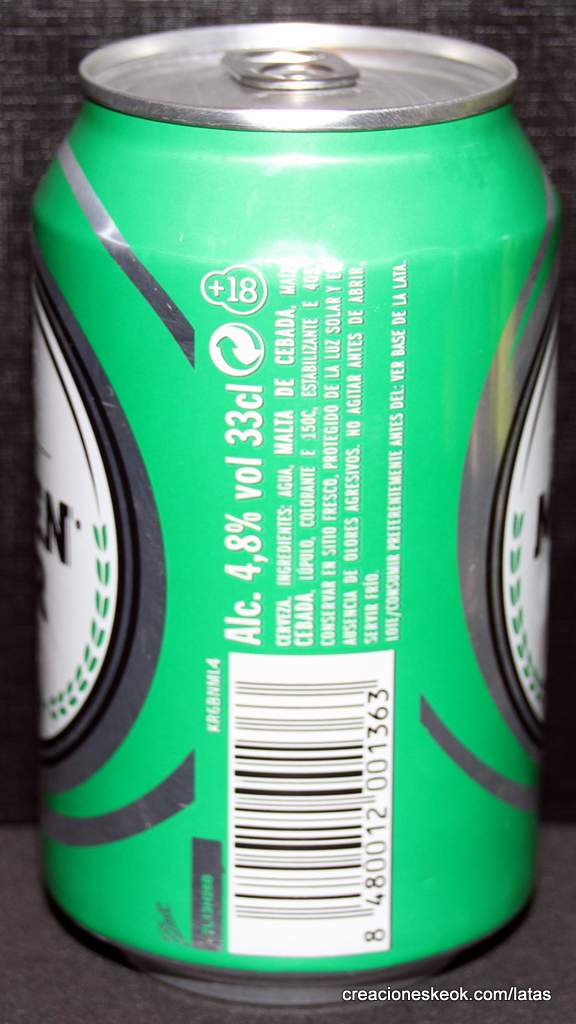 +18
Alc. 4,8% vol 33cl
CERVEZA. INGREDIENTES: AGUA, MALTA DE CEBADA,
CEBADA, LÚPULO, COLORANTE E 150C, ESTABILIZANTE E 405.
CONSERVAR EN SITIO FRESCO, PROTEGIDO DE LA LUZ SOLAR Y E
AUSENCIA DE OLORES AGRESIVOS. NO AGITAR ANTES DE ABRIR.
SERVIR FRÍO.
LOTE/CONSUMIR PREFERENTEMENTE ANTES DEL: VER BASE DE LA LATA.
KR6BNML4
8 480012 001363
EN
creacioneskeok.com/latas